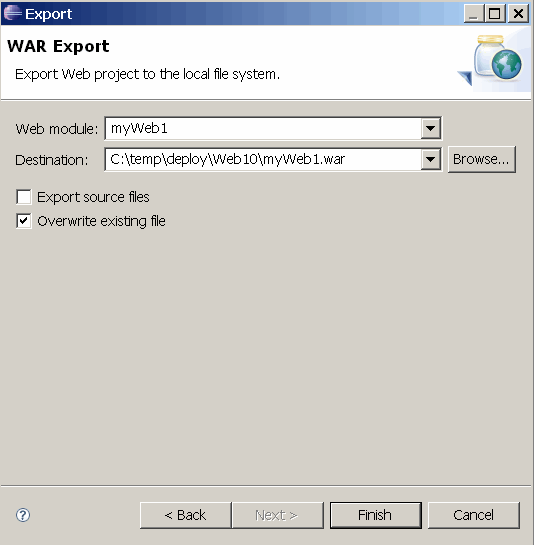 Export
WAR Export
Export Web project to the local file system.
Web module: myWeb1
Destination: C:\temp\deploy\Web10\myWeb1.war Browse...
Export source files
Overwrite existing file
? < Back Next > Finish Cancel